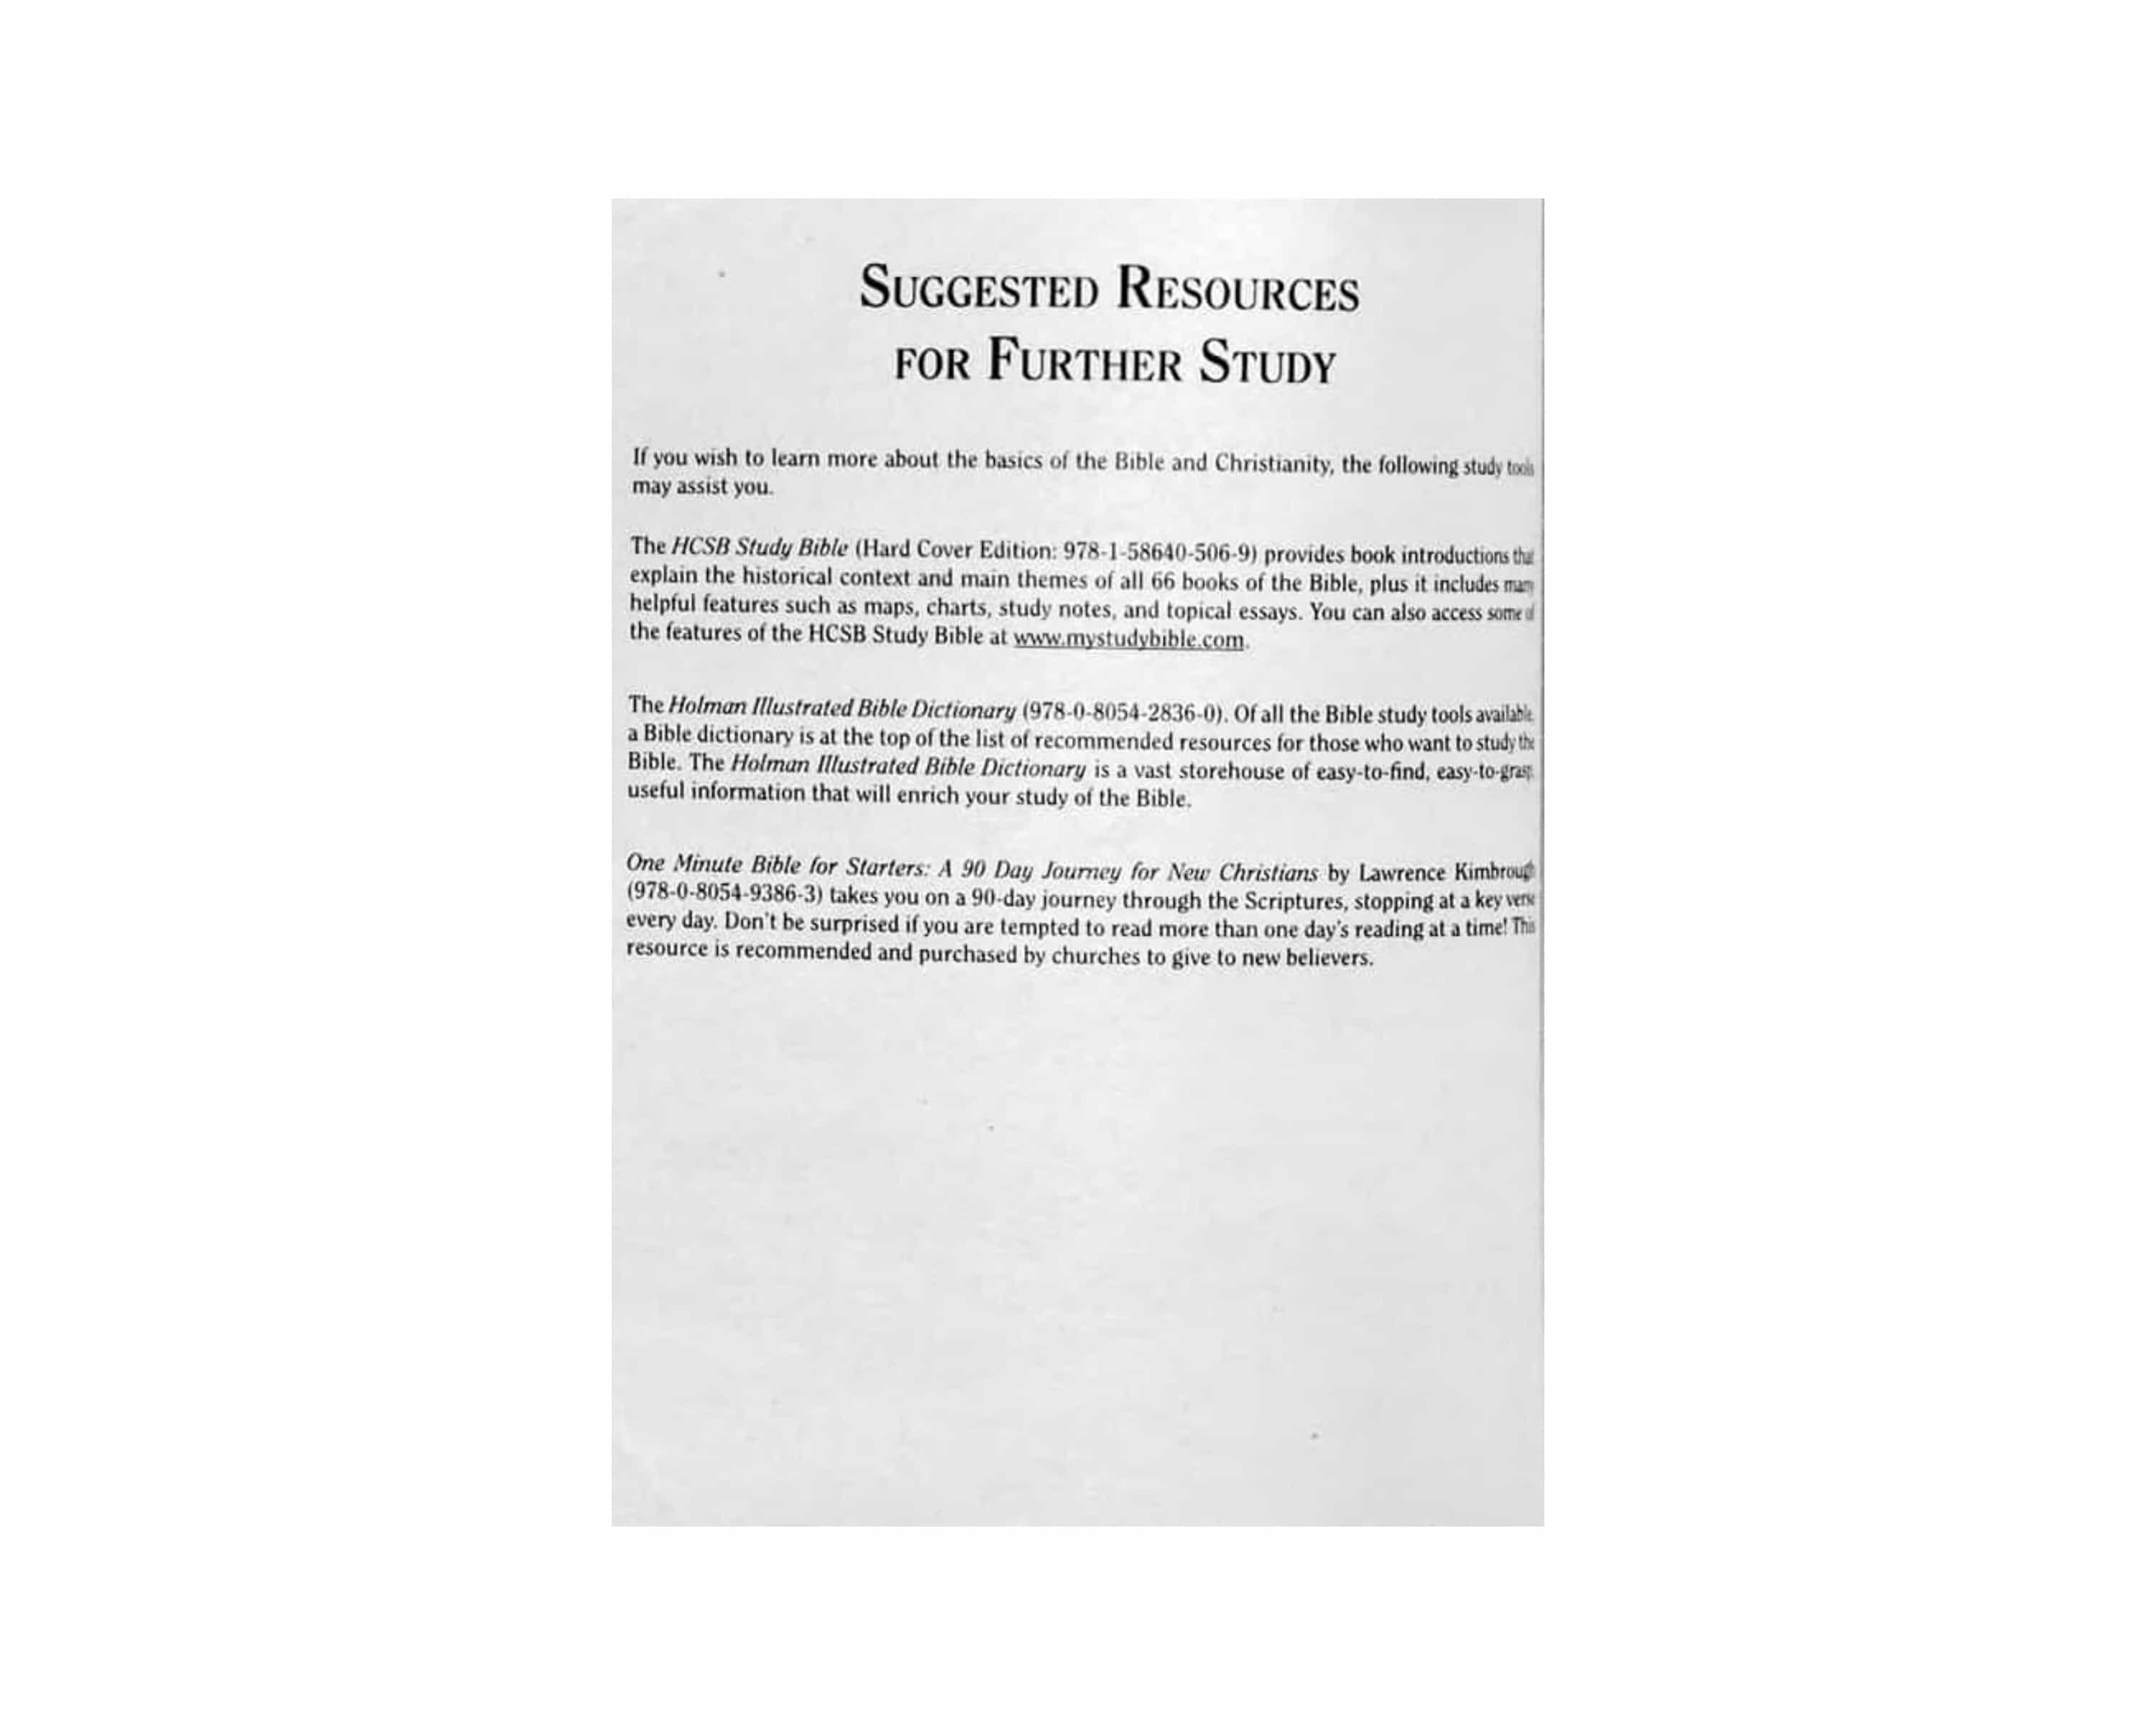 SUGGESTED RESOURCES
FOR FURTHER STUDY
If you wish to learn more about the basics of the Bible and Christianity, the following study tools
may assist you.
The HCSB Study Bible (Hard Cover Edition: 978-1-58640-506-9) provides book introductions that
explain the historical context and main themes of all 66 books of the Bible, plus it includes many
helpful features such as maps, charts, study notes, and topical essays. You can also access some of
the features of the HCSB Study Bible at www.mystudybible.com.
The Holman Illustrated Bible Dictionary (978-0-8054-2836-0). Of all the Bible study tools available,
a Bible dictionary is at the top of the list of recommended resources for those who want to study the
Bible. The Holman Illustrated Bible Dictionary is a vast storehouse of easy-to-find, easy-to-grasp,
useful information that will enrich your study of the Bible.
One Minute Bible for Starters: A 90 Day Journey for New Christians by Lawrence Kimbrough
(978-0-8054-9386-3) takes you on a 90-day journey through the Scriptures, stopping at a key verse
every day. Don't be surprised if you are tempted to read more than one day's reading at a time! This
resource is recommended and purchased by churches to give to new believers.